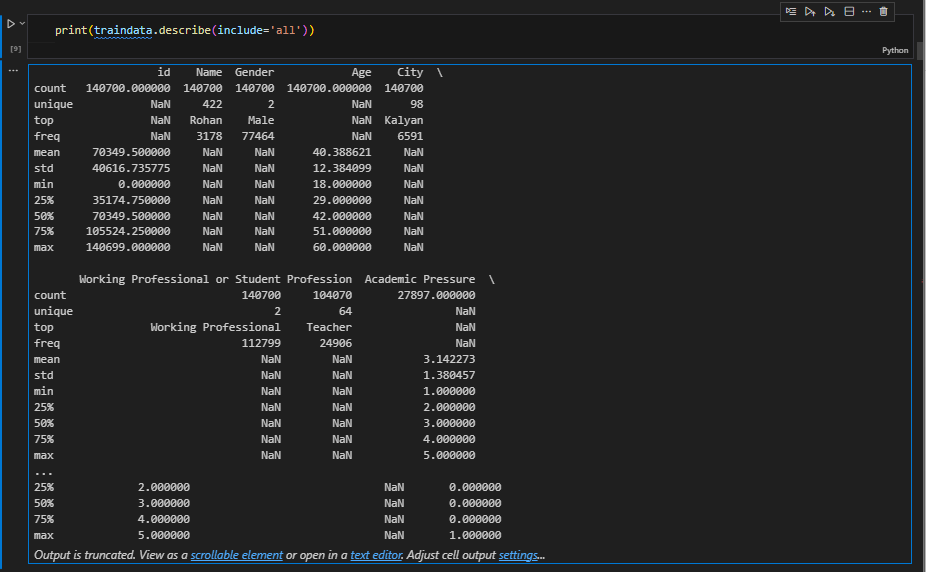 print(traindata.describe(include='all'))
[9]
Python
...
                   id    Name  Gender            Age    City  \
count   140700.000000  140700  140700  140700.000000  140700
unique            NaN     422       2            NaN      98
top               NaN   Rohan    Male            NaN  Kalyan
freq              NaN    3178   77464            NaN    6591
mean     70349.500000     NaN     NaN      40.388621     NaN
std      40616.735775     NaN     NaN      12.384099     NaN
min          0.000000     NaN     NaN      18.000000     NaN
25%      35174.750000     NaN     NaN      29.000000     NaN
50%      70349.500000     NaN     NaN      42.000000     NaN
75%     105524.250000     NaN     NaN      51.000000     NaN
max     140699.000000     NaN     NaN      60.000000     NaN
       Working Professional or Student Profession  Academic Pressure  \
count                           140700     104070       27897.000000
unique                               2         64                NaN
top               Working Professional    Teacher                NaN
freq                            112799      24906                NaN
mean                               NaN        NaN           3.142273
std                                NaN        NaN           1.380457
min                                NaN        NaN           1.000000
25%                                NaN        NaN           2.000000
50%                                NaN        NaN           3.000000
75%                                NaN        NaN           4.000000
max                                NaN        NaN           5.000000
...
25%             2.000000                              NaN       0.000000
50%             3.000000                              NaN       0.000000
75%             4.000000                              NaN       0.000000
max             5.000000                              NaN       1.000000
Output is truncated. View as a scrollable element or open in a text editor. Adjust cell output settings...